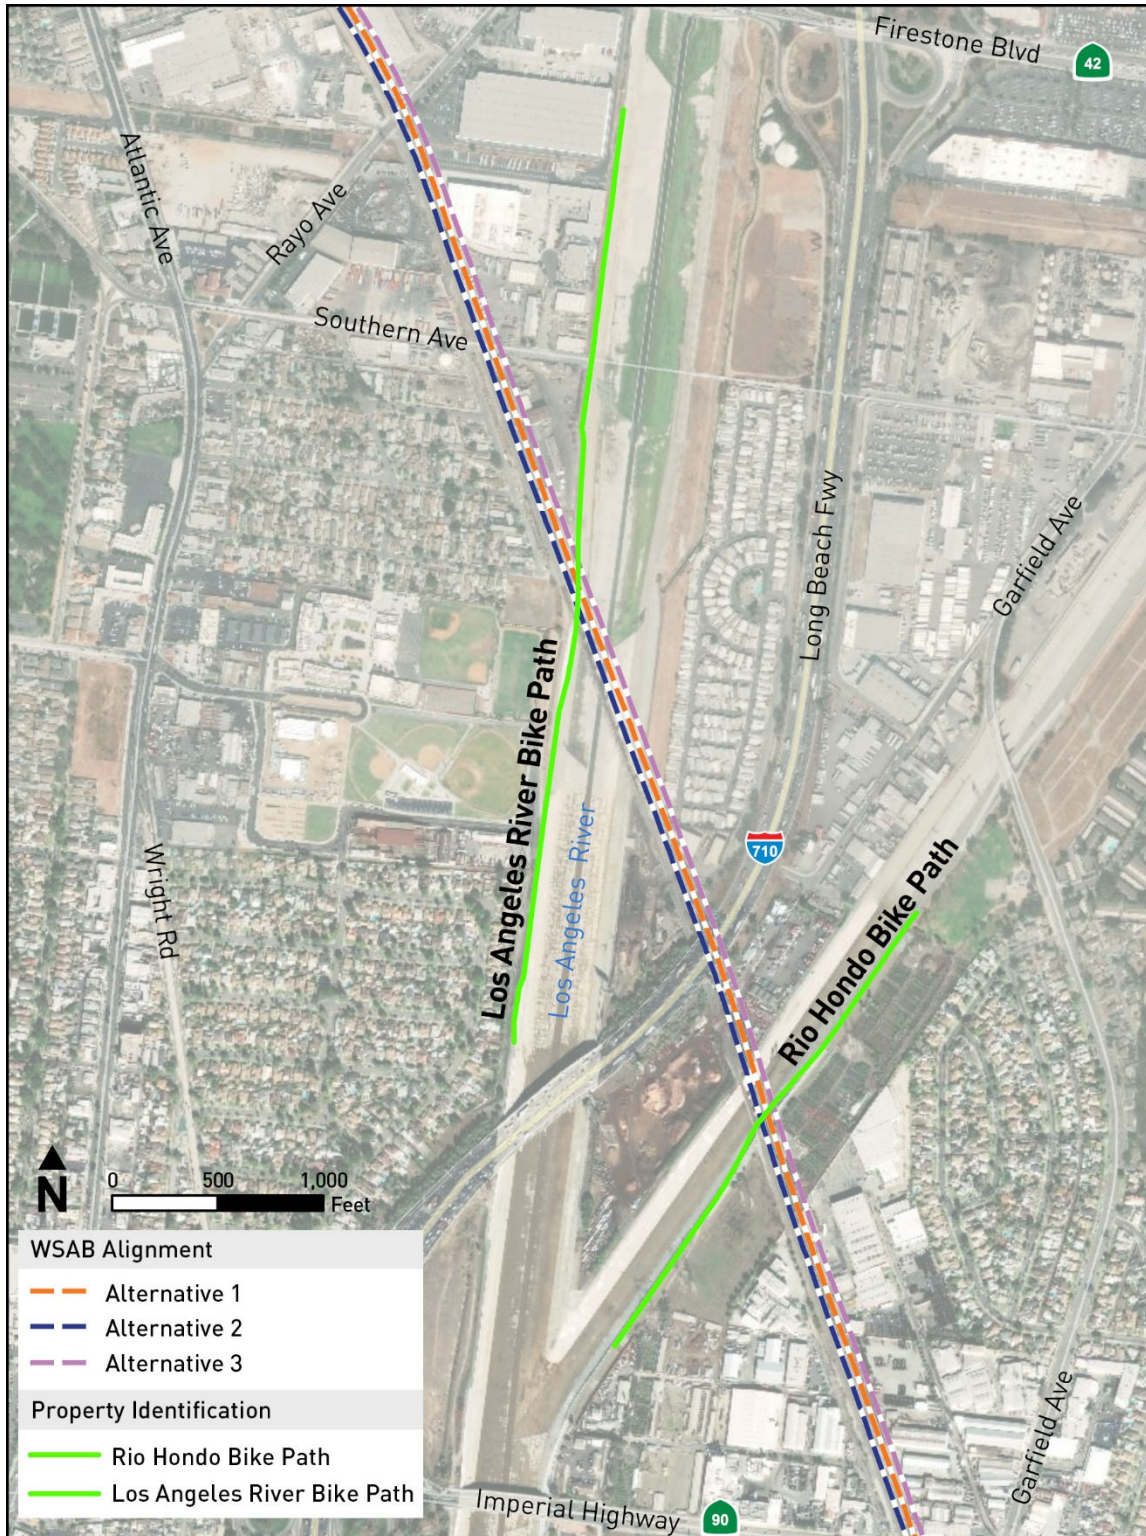 Firestone Blvd
42
Atlantic Ave
Rayo Ave
Southern Ave
Long Beach Fwy
Garfield Ave
Los Angeles River Bike Path
Los Angeles River
710
Wright Rd
Rio Hondo Bike Path
N
0 500 1,000
Feet
WSAB Alignment
Alternative 1
Alternative 2
Alternative 3
Property Identification
Rio Hondo Bike Path
Los Angeles River Bike Path
Garfield Ave
Imperial Highway
90